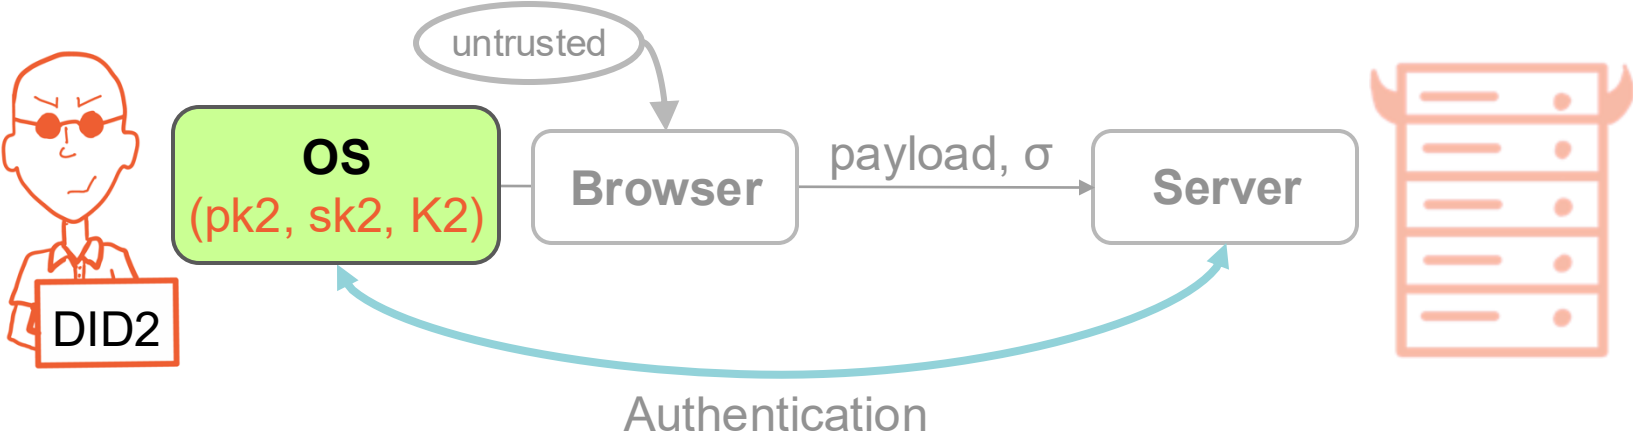 untrusted
OS
(pk2, sk2, K2)
Browser
payload, σ
Server
DID2
Authentication